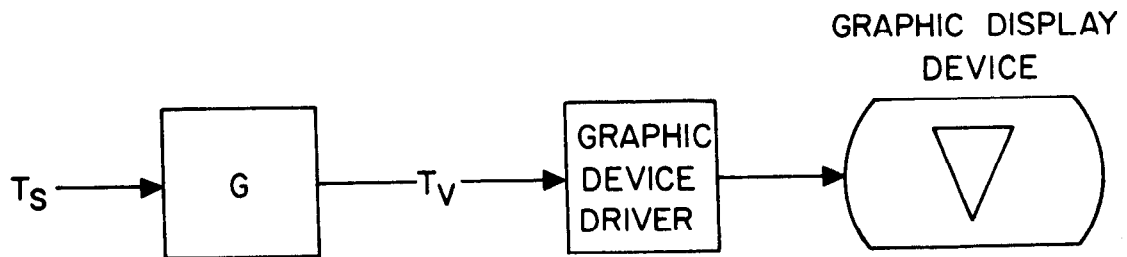 GRAPHIC DISPLAY
DEVICE
T_S
G
T_V
GRAPHIC
DEVICE
DRIVER